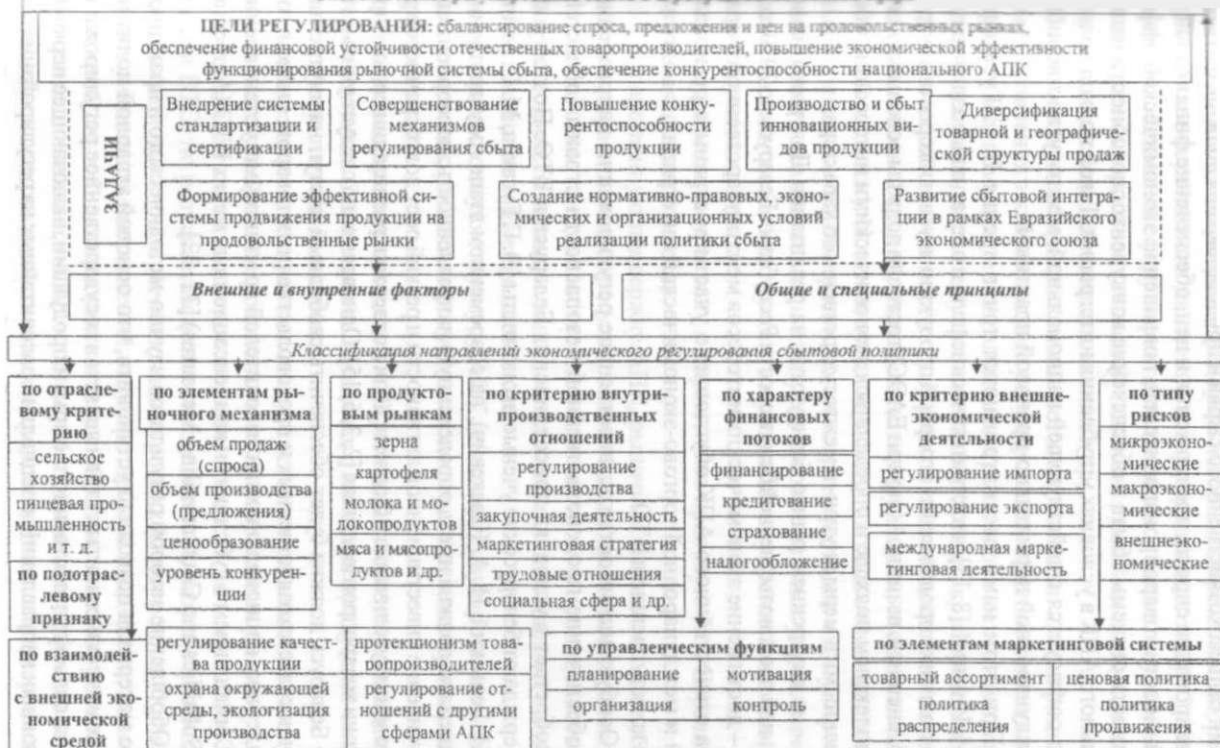 ЦЕЛИ РЕГУЛИРОВАНИЯ: сбалансирование спроса, предложения и цен на продовольственных рынках,
обеспечение финансовой устойчивости отечественных товаропроизводителей, повышение экономической эффективности
функционирования рыночной системы сбыта, обеспечение конкурентоспособности национального АПК
ЗАДАЧИ
Внедрение системы
стандартизации и
сертификации
Совершенствование
механизмов
регулирования сбыта
Повышение конку-
рентоспособности
продукции
Производство и сбыт
инновационных ви-
дов продукции
Диверсификация
товарной и географиче-
ской структуры продаж
Формирование эффективной си-
стемы продвижения продукции на
продовольственные рынки
Создание нормативно-правовых, эконо-
мических и организационных условий
реализации политики сбыта
Развитие сбытовой интегра-
ции в рамках Евразийского
экономического союза
Внешние и внутренние факторы
Общие и специальные принципы
Классификация направлений экономического регулирования сбытовой политики
по отрасле-
вому крите-
рию
сельское
хозяйство
пищевая про-
мышленность
и т. д.
по подотрас-
левому
признаку
по элементам ры-
ночного механизма
объем продаж
(спроса)
объем производства
(предложения)
ценообразование
уровень конкурен-
ции
по продукто-
вым рынкам
зерна
картофеля
молока и мо-
локопродуктов
мяса и мясопро-
дуктов и др.
по критерию внутри-
производственных
отношений
регулирование
производства
закупочная деятельность
маркетинговая стратегия
трудовые отношения
социальная сфера и др.
по характеру
финансовых
потоков
финансирование
кредитование
страхование
налогообложение
по критерию внешне-
экономической
деятельности
регулирование импорта
регулирование экспорта
международная марке-
тинговая деятельность
по типу
рисков
микроэконо-
мические
макроэконо-
мические
внешнеэко-
номические
по взаимодей-
ствию
с внешней эко-
номической
средой
регулирование качест-
ва продукции
охрана окружающей
среды, экологизация
производства
протекционизм това-
ропроизводителей
регулирование от-
ношений с другими
сферами АПК
по управленческим функциям
планирование
мотивация
организация
контроль
по элементам маркетинговой системы
товарный ассортимент
ценовая политика
политика
распределения
политика
продвижения